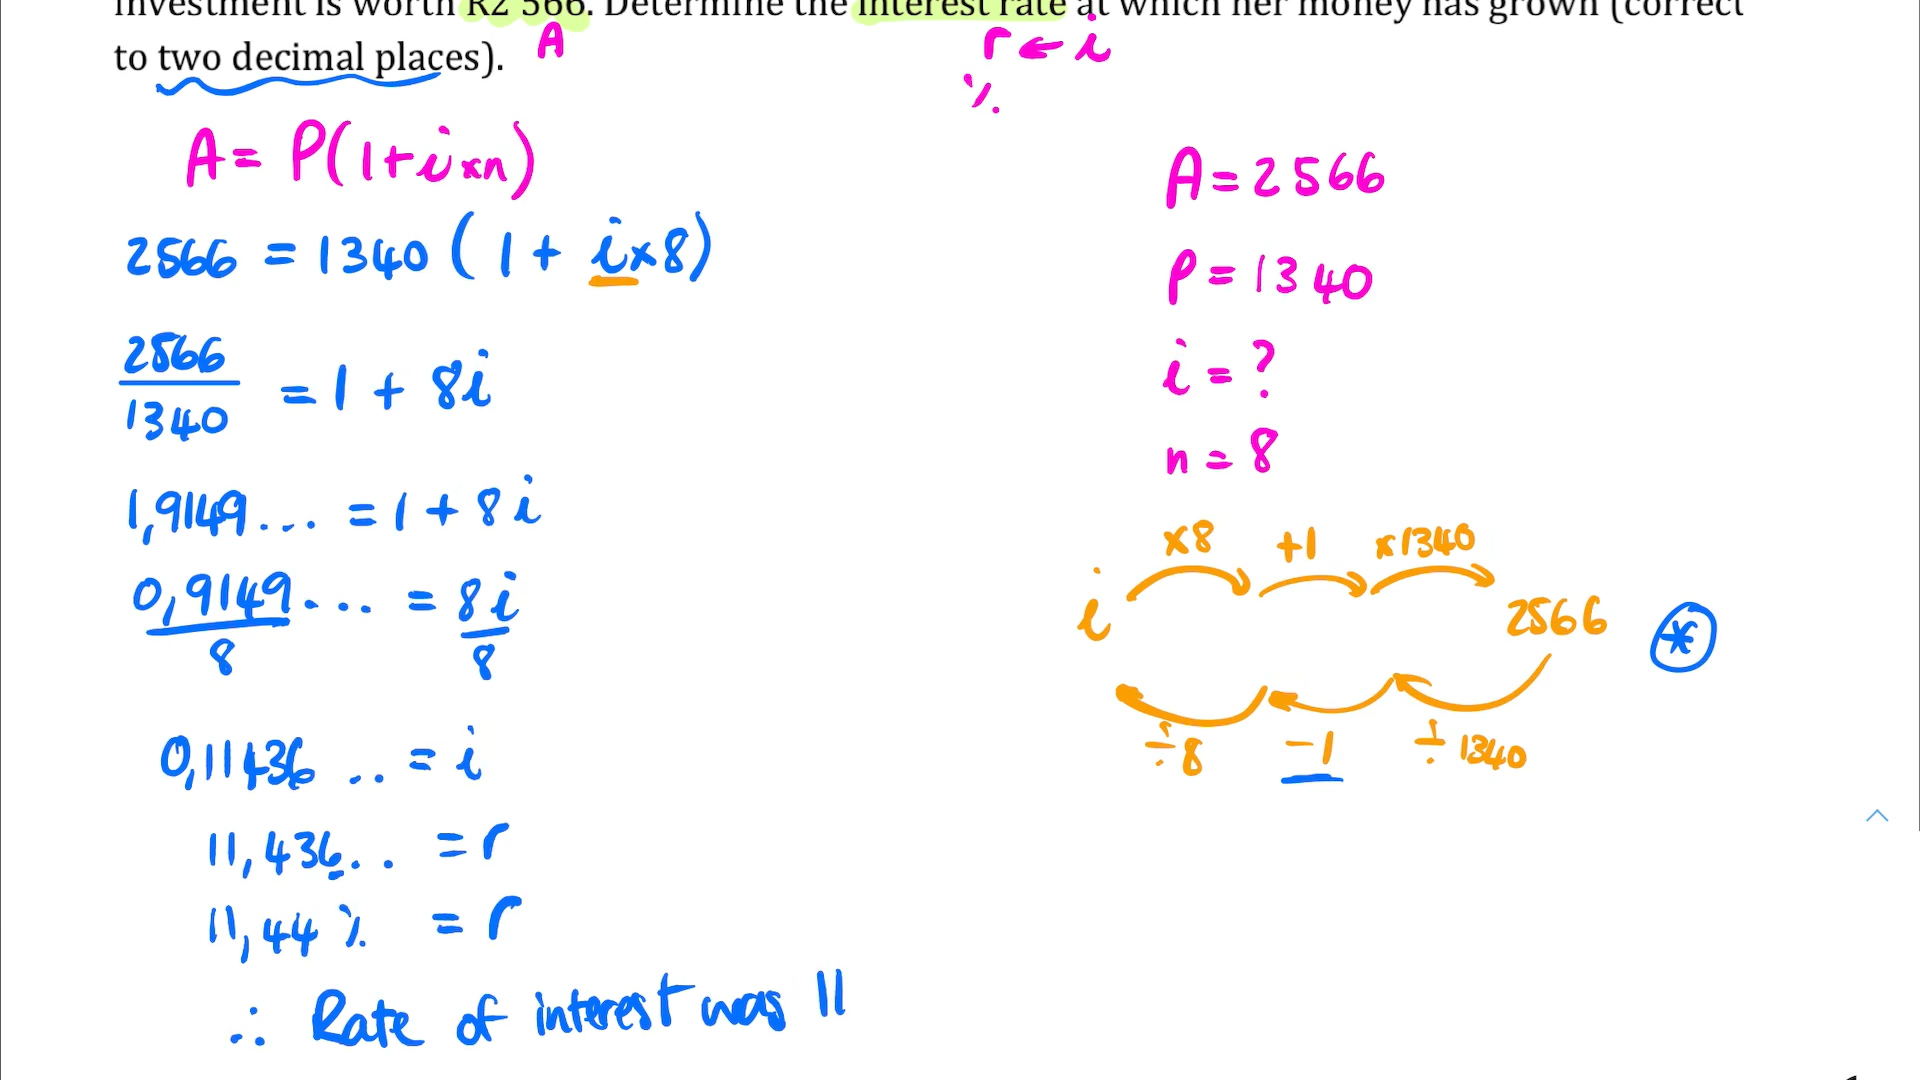 investment is worth R2 566. Determine the interest rate at which her money has grown (correct
to two decimal places).
A
r ← i
%
A = P(1+i×n)
2566 = 1340 ( 1 + i×8)
2566
1340
= 1 + 8i
1,9149... = 1 + 8i
0,9149... = 8i
8 8
0,11436 .. = i
11,436.. = r
11,44 % = r
∴ Rate of interest was 11
A = 2566
P = 1340
i = ?
n = 8
×8 +1 ×1340
i 2566 *
÷8 -1 ÷1340